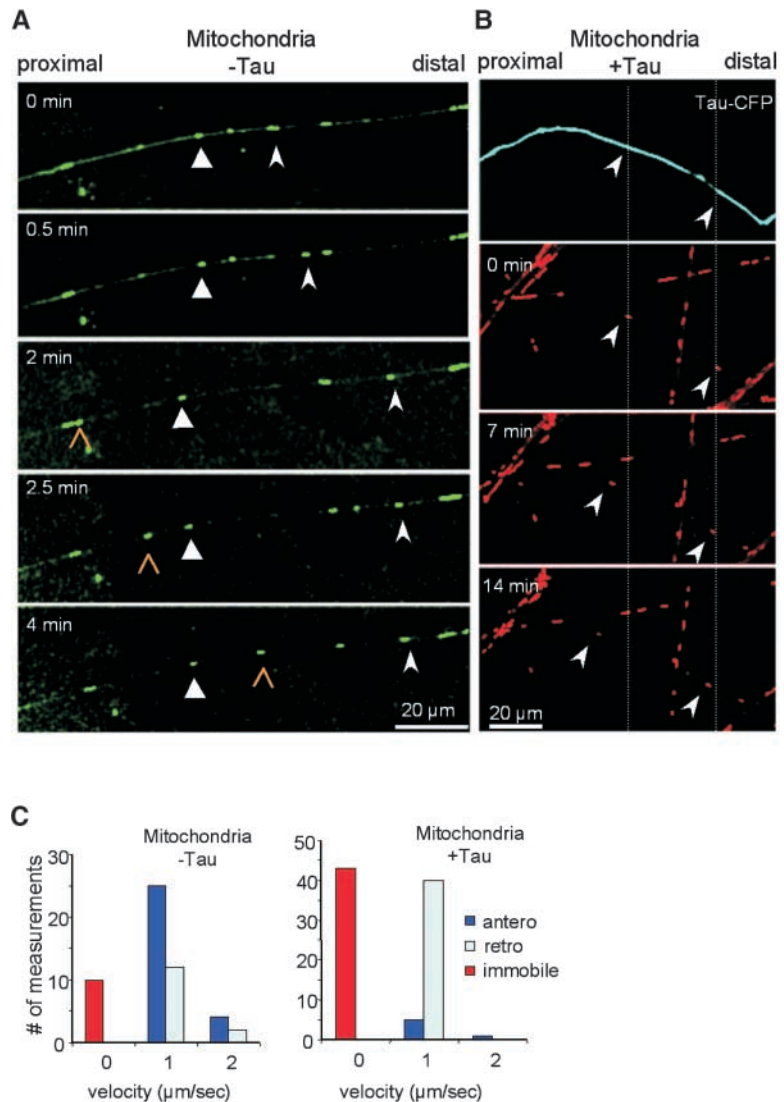 A
Mitochondria
-Tau
proximal
distal
0 min
0.5 min
2 min
2.5 min
4 min
20 µm
B
Mitochondria
+Tau
proximal
distal
Tau-CFP
0 min
7 min
14 min
20 µm
C
Mitochondria
-Tau
# of measurements
30
20
10
0
0 1 2
velocity (µm/sec)
Mitochondria
+Tau
50
40
30
20
10
0
0 1 2
velocity (µm/sec)
antero
retro
immobile